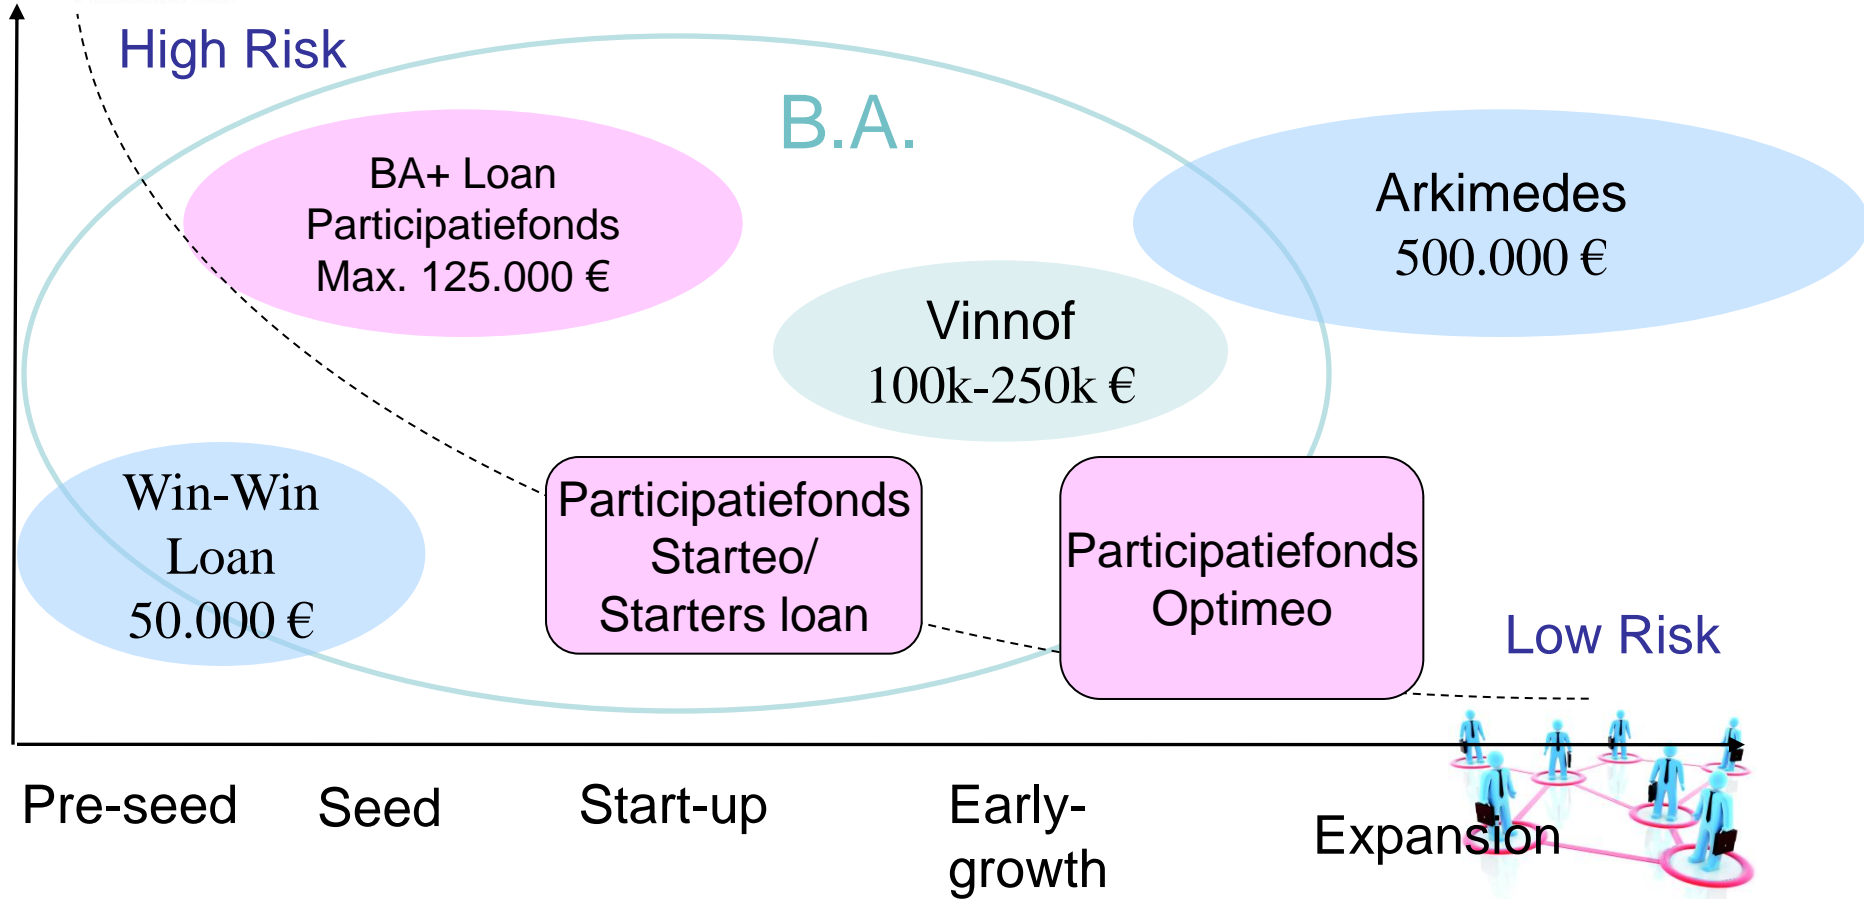 High Risk
B.A.
BA+ Loan
Participatiefonds
Max. 125.000 €
Arkimedes
500.000 €
Vinnof
100k-250k €
Win-Win
Loan
50.000 €
Participatiefonds
Starteo/
Starters loan
Participatiefonds
Optimeo
Low Risk
Pre-seed
Seed
Start-up
Early-
growth
Expansion